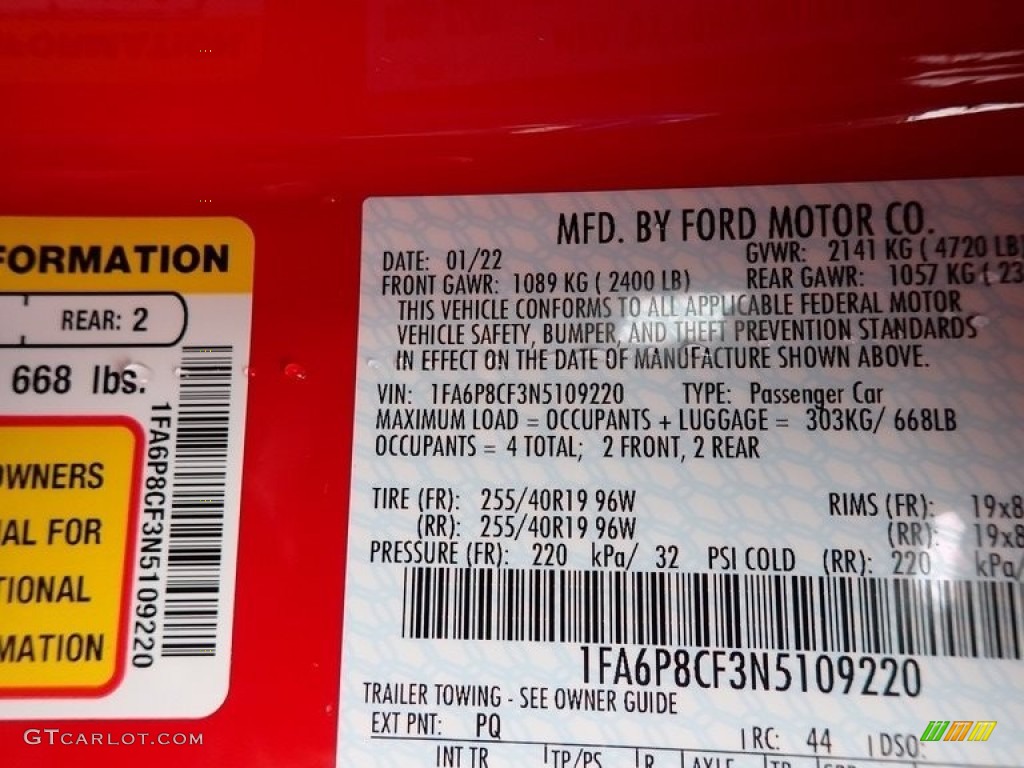 FORMATION
REAR: 2
668 lbs.
1FA6P8CF3N5109220
OWNERS
AL FOR
TIONAL
MATION
MFD. BY FORD MOTOR CO.
DATE: 01/22 GVWR: 2141 KG ( 4720 LB)
FRONT GAWR: 1089 KG ( 2400 LB) REAR GAWR: 1057 KG ( 23
THIS VEHICLE CONFORMS TO ALL APPLICABLE FEDERAL MOTOR
VEHICLE SAFETY, BUMPER, AND THEFT PREVENTION STANDARDS
IN EFFECT ON THE DATE OF MANUFACTURE SHOWN ABOVE.
VIN: 1FA6P8CF3N5109220 TYPE: Passenger Car
MAXIMUM LOAD = OCCUPANTS + LUGGAGE = 303KG/ 668LB
OCCUPANTS = 4 TOTAL; 2 FRONT, 2 REAR
TIRE (FR): 255/40R19 96W RIMS (FR): 19x8
(RR): 255/40R19 96W (RR): 19x8
PRESSURE (FR): 220 kPa/ 32 PSI COLD (RR): 220 kPa/
1FA6P8CF3N5109220
TRAILER TOWING - SEE OWNER GUIDE
EXT PNT: PQ RC: 44 DSO:
INT TR TP/PS R AXLE TR
GTCARLOT.COM